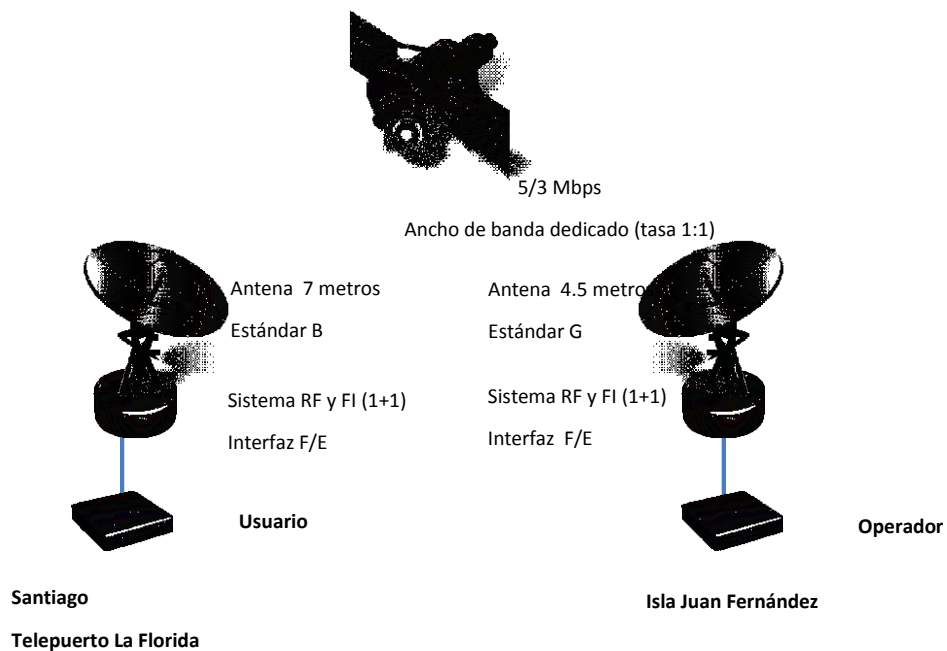 5/3 Mbps
Ancho de banda dedicado (tasa 1:1)
Antena 7 metros
Estándar B
Sistema RF y FI (1+1)
Interfaz F/E
Antena 4.5 metro
Estándar G
Sistema RF y FI (1+1)
Interfaz F/E
Usuario
Operador
Santiago
Telepuerto La Florida
Isla Juan Fernández